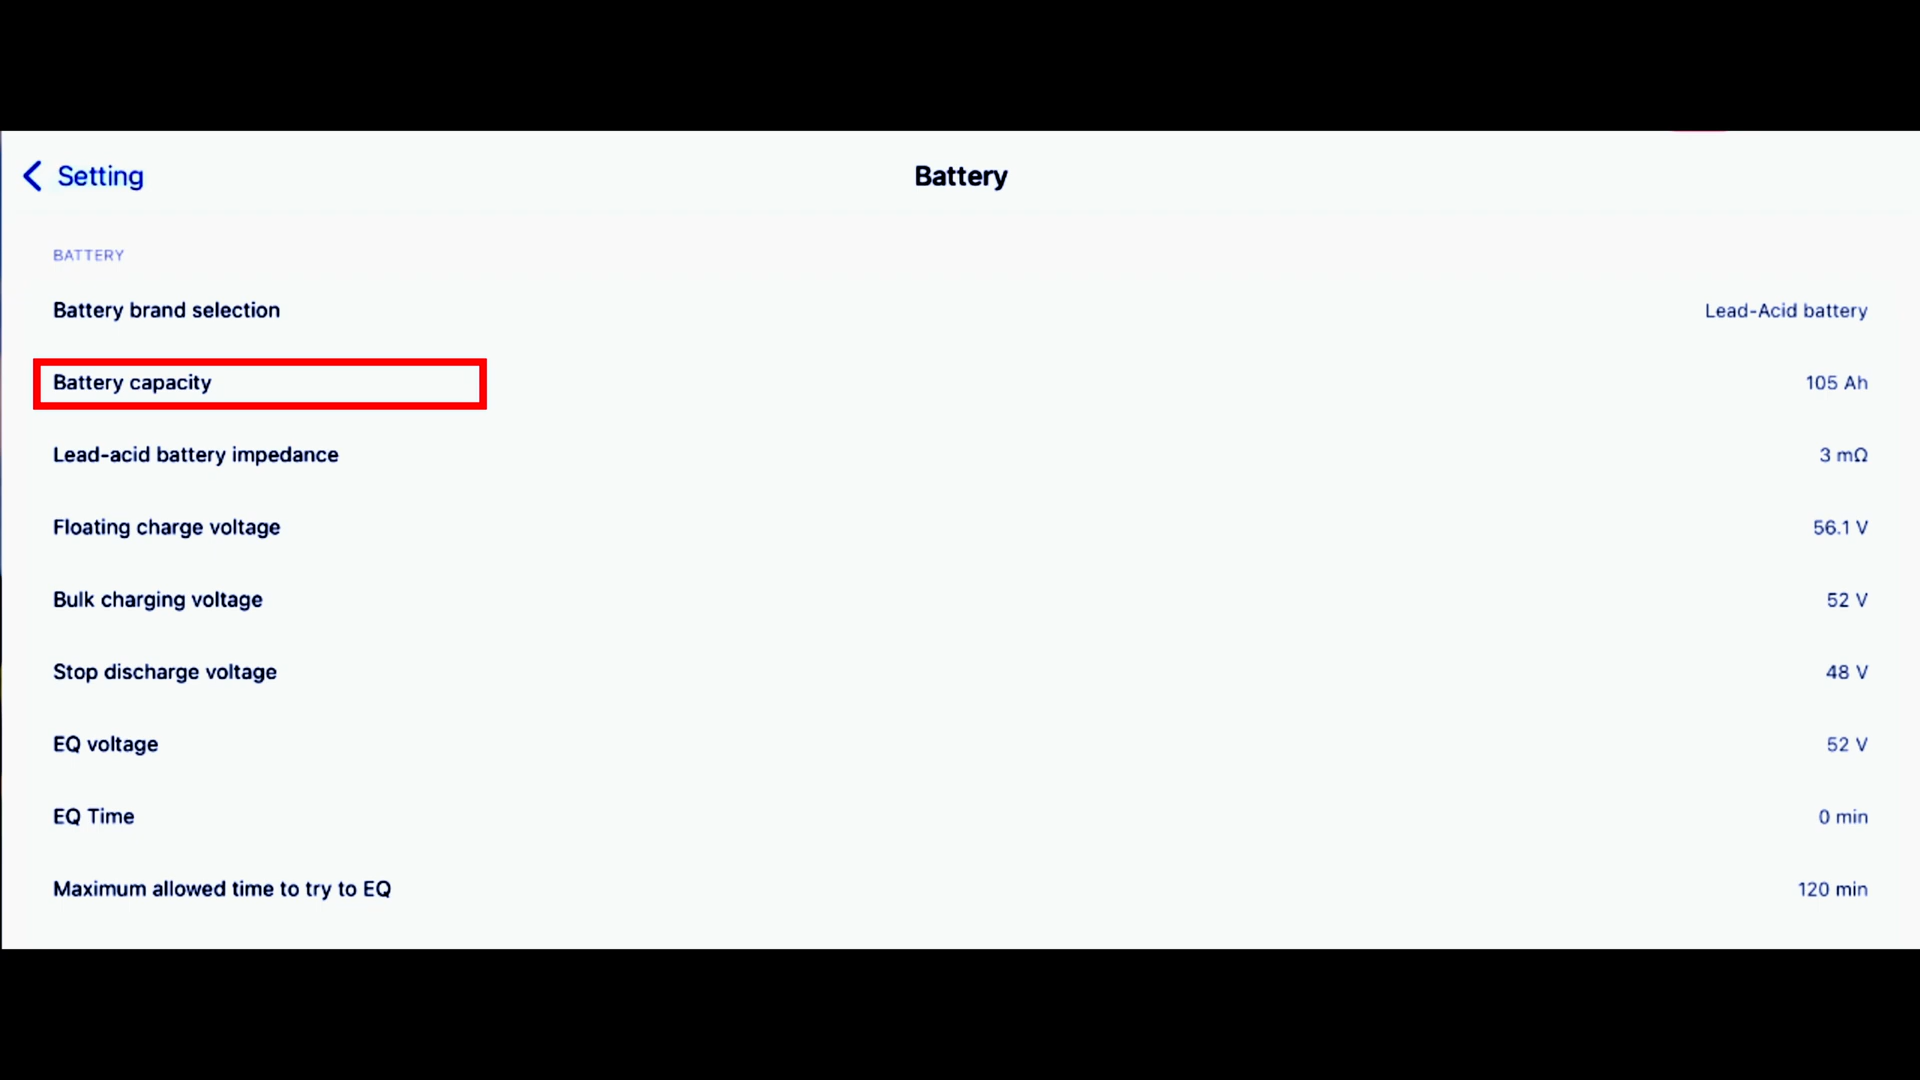 Setting
Battery
BATTERY
Battery brand selection Lead-Acid battery
Battery capacity 105 Ah
Lead-acid battery impedance 3 mΩ
Floating charge voltage 56.1 V
Bulk charging voltage 52 V
Stop discharge voltage 48 V
EQ voltage 52 V
EQ Time 0 min
Maximum allowed time to try to EQ 120 min